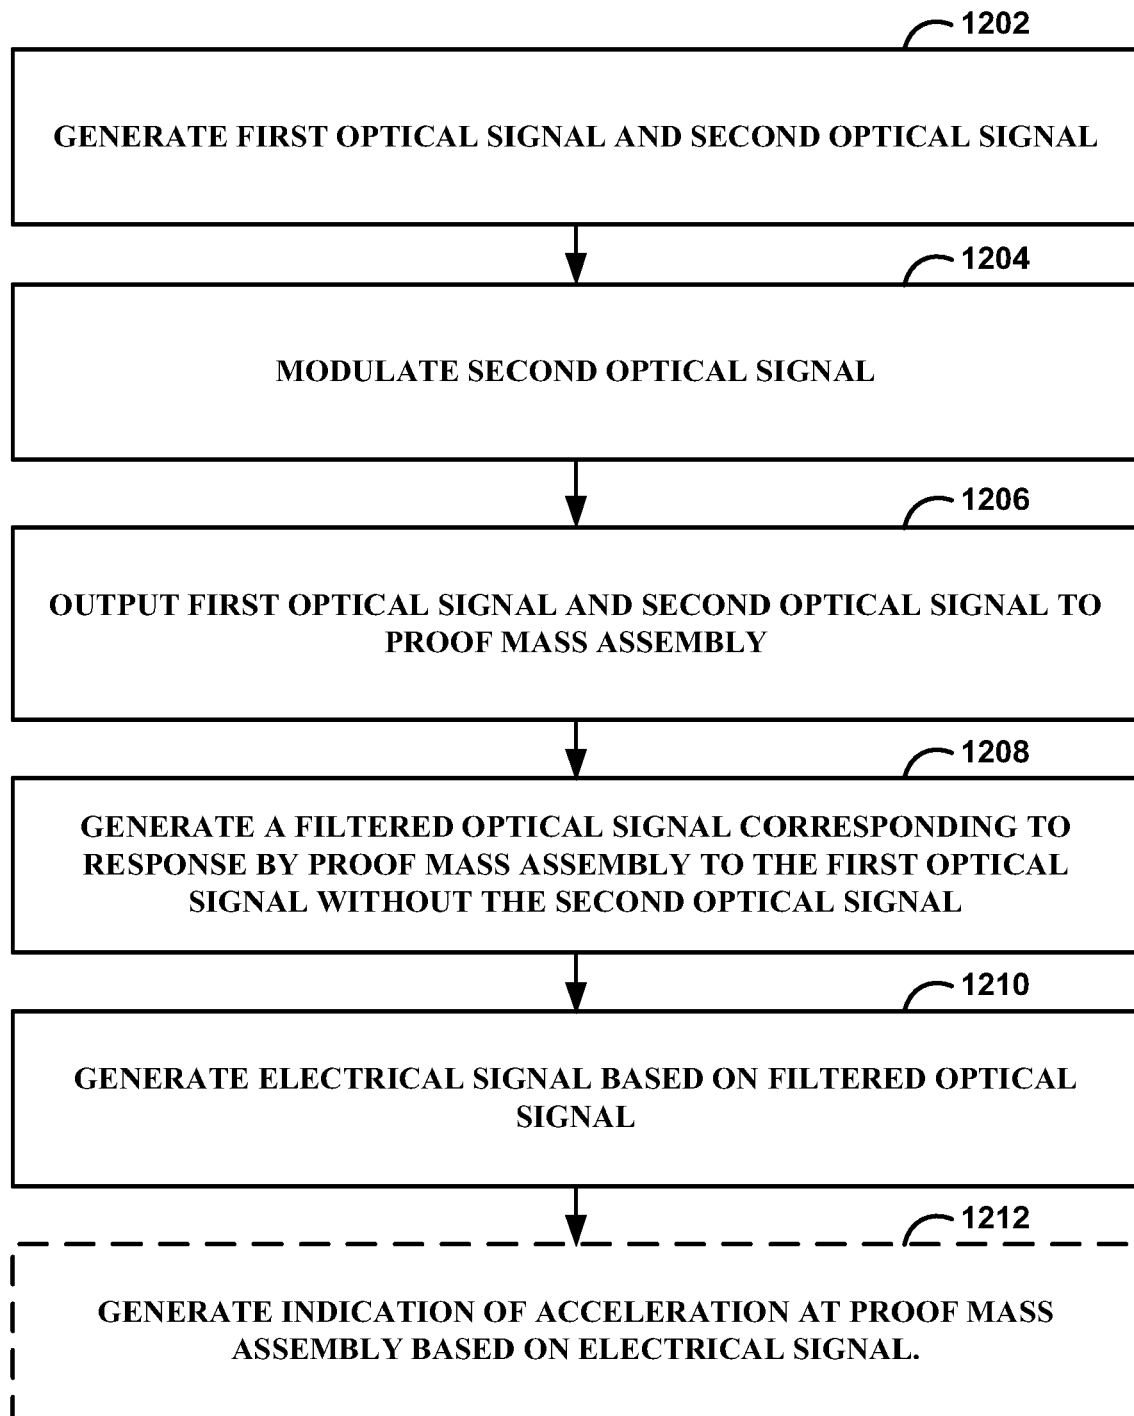 1202
GENERATE FIRST OPTICAL SIGNAL AND SECOND OPTICAL SIGNAL
1204
MODULATE SECOND OPTICAL SIGNAL
1206
OUTPUT FIRST OPTICAL SIGNAL AND SECOND OPTICAL SIGNAL TO
PROOF MASS ASSEMBLY
1208
GENERATE A FILTERED OPTICAL SIGNAL CORRESPONDING TO
RESPONSE BY PROOF MASS ASSEMBLY TO THE FIRST OPTICAL
SIGNAL WITHOUT THE SECOND OPTICAL SIGNAL
1210
GENERATE ELECTRICAL SIGNAL BASED ON FILTERED OPTICAL
SIGNAL
1212
GENERATE INDICATION OF ACCELERATION AT PROOF MASS
ASSEMBLY BASED ON ELECTRICAL SIGNAL.